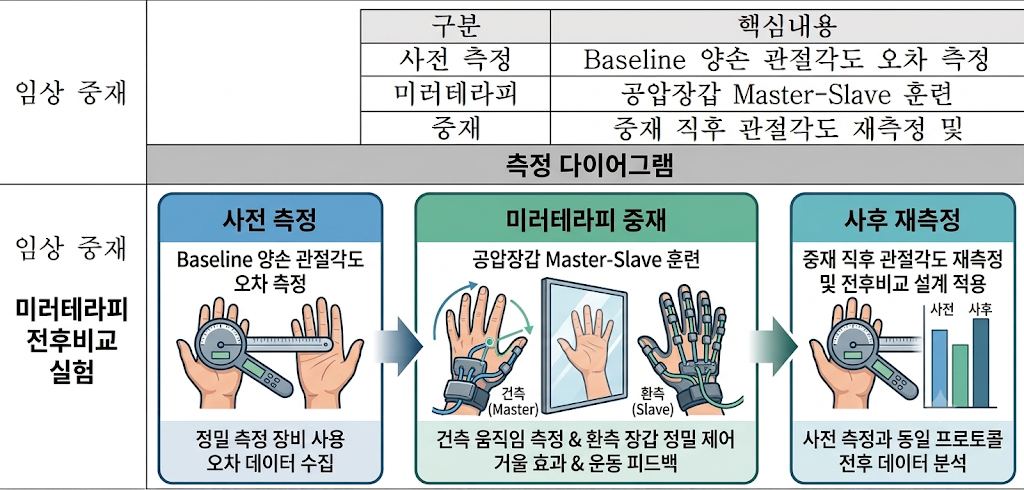 임상 중재
구분 핵심내용
사전 측정 Baseline 양손 관절각도 오차 측정
미러테라피 공압장갑 Master-Slave 훈련
중재 중재 직후 관절각도 재측정 및
측정 다이어그램
임상 중재
미러테라피
전후비교
실험
사전 측정
Baseline 양손 관절각도
오차 측정
정밀 측정 장비 사용
오차 데이터 수집
미러테라피 중재
공압장갑 Master-Slave 훈련
건측
(Master)
환측
(Slave)
건측 움직임 측정 & 환측 장갑 정밀 제어
거울 효과 & 운동 피드백
사후 재측정
중재 직후 관절각도 재측정
및 전후비교 설계 적용
사전 사후
사전 측정과 동일 프로토콜
전후 데이터 분석